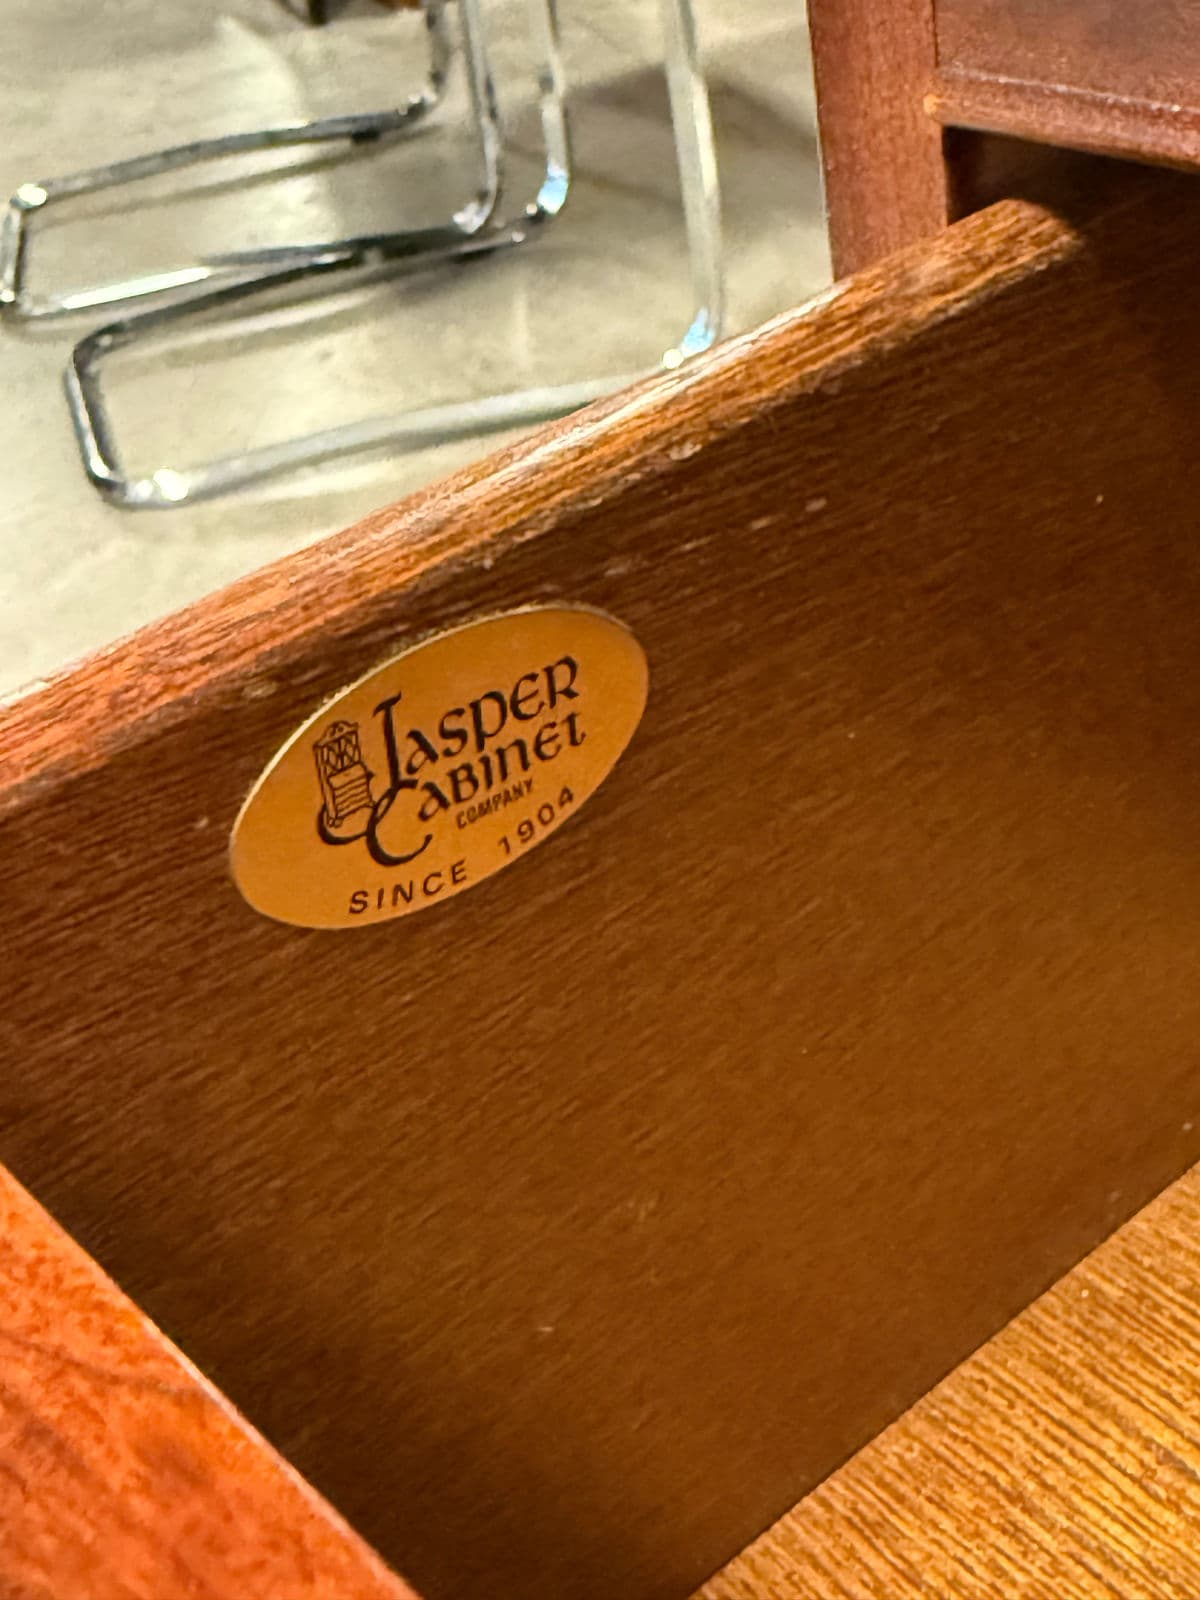 Jasper
Cabinet
COMPANY
SINCE 1904